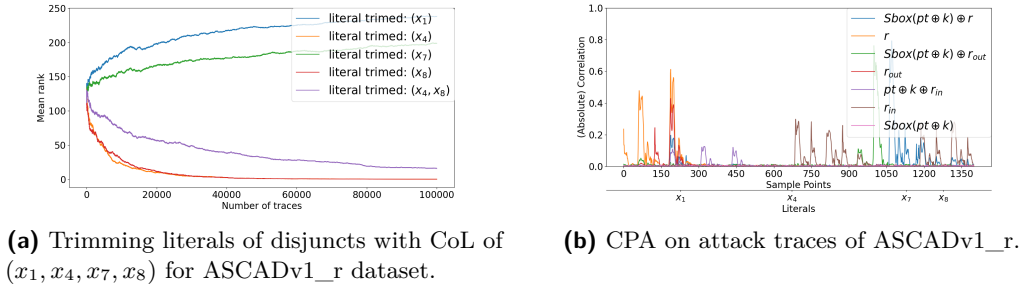 250
200
150
100
50
0
Mean rank
0 20000 40000 60000 80000 100000
Number of traces
literal trimed: (x₁)
literal trimed: (x₄)
literal trimed: (x₇)
literal trimed: (x₈)
literal trimed: (x₄, x₈)
1.0
0.8
0.6
0.4
0.2
0.0
(Absolute) Correlation
0 150 300 450 600 750 900 1050 1200 1350
Sample Points
x₁ x₄ x₇ x₈
Literals
Sbox(pt ⊕ k) ⊕ r
r
Sbox(pt ⊕ k) ⊕ r_out
r_out
pt ⊕ k ⊕ r_in
r_in
Sbox(pt ⊕ k)
(a) Trimming literals of disjuncts with CoL of
(x₁, x₄, x₇, x₈) for ASCADv1_r dataset.
(b) CPA on attack traces of ASCADv1_r.